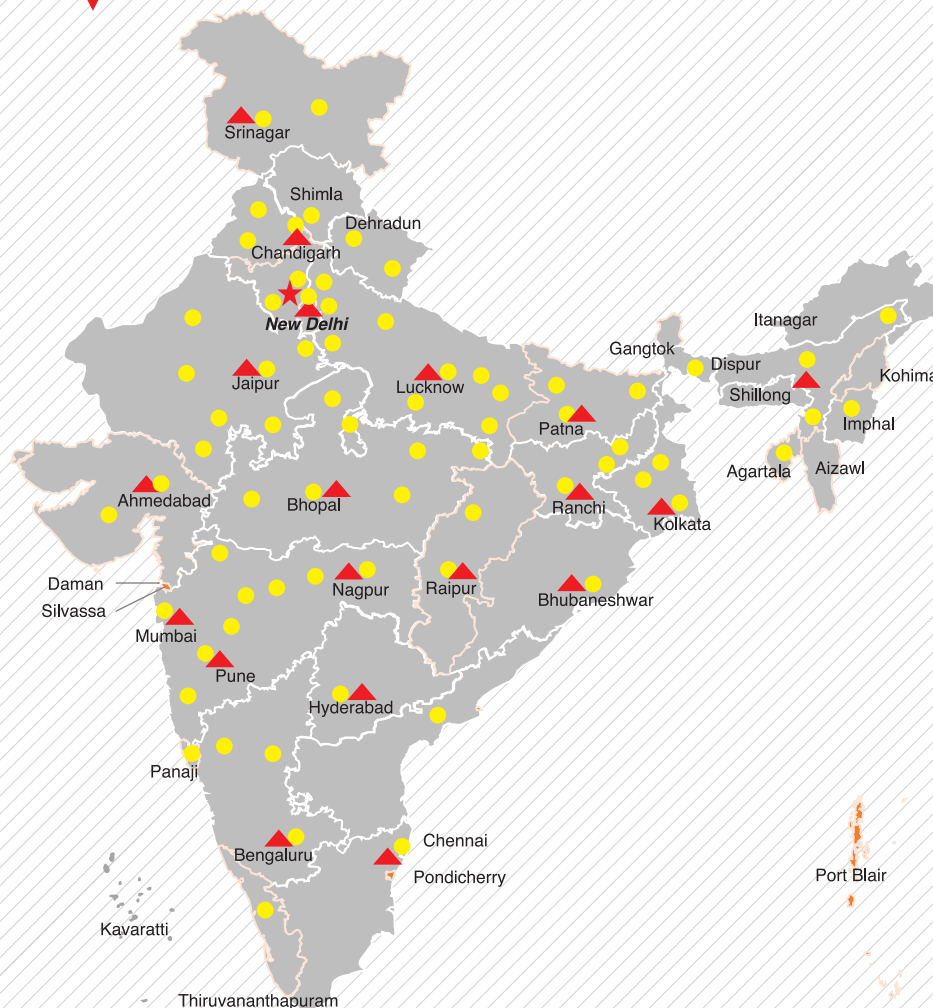 Srinagar
Shimla
Dehradun
Chandigarh
New Delhi
Itanagar
Gangtok
Dispur
Kohima
Jaipur
Lucknow
Shillong
Patna
Imphal
Agartala
Aizawl
Ahmedabad
Bhopal
Ranchi
Kolkata
Daman
Silvassa
Nagpur
Raipur
Bhubaneshwar
Mumbai
Pune
Hyderabad
Panaji
Bengaluru
Chennai
Pondicherry
Port Blair
Kavaratti
Thiruvananthapuram